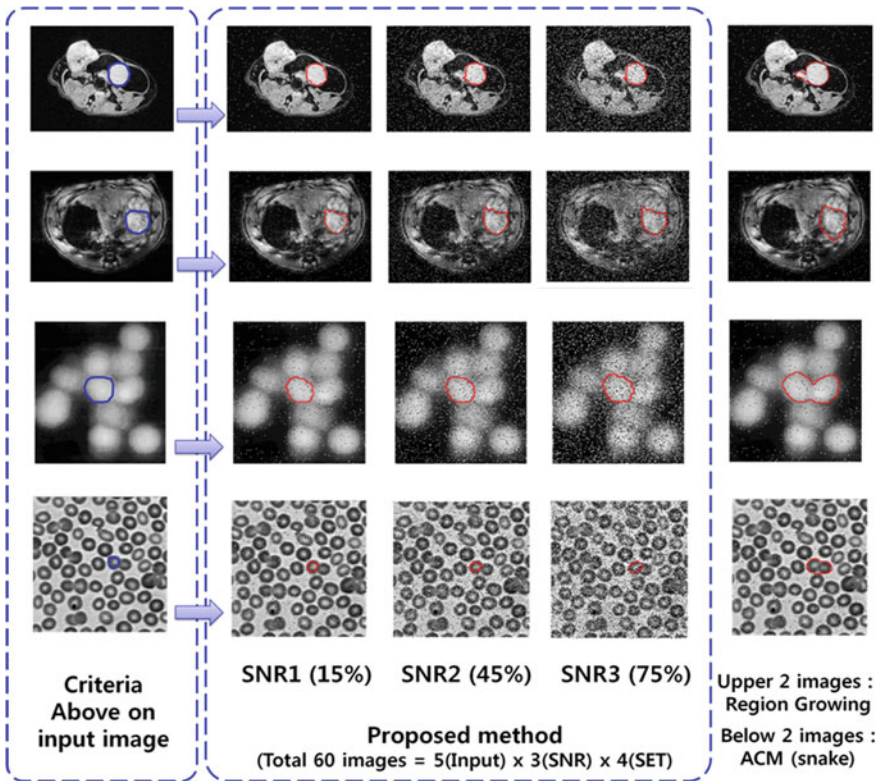 SNR1 (15%)
SNR2 (45%)
SNR3 (75%)
Criteria
Above on
input image
Proposed method
(Total 60 images = 5(Input) x 3(SNR) x 4(SET)
Upper 2 images :
Region Growing
Below 2 images :
ACM (snake)